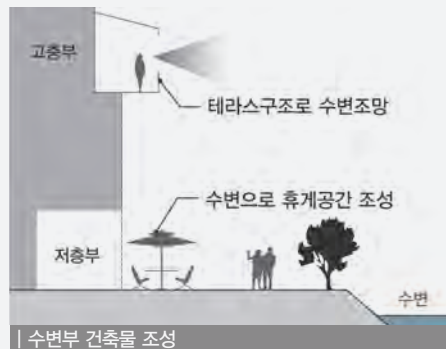 고층부
테라스구조로 수변조망
수변으로 휴게공간 조성
저층부
수변
| 수변부 건축물 조성